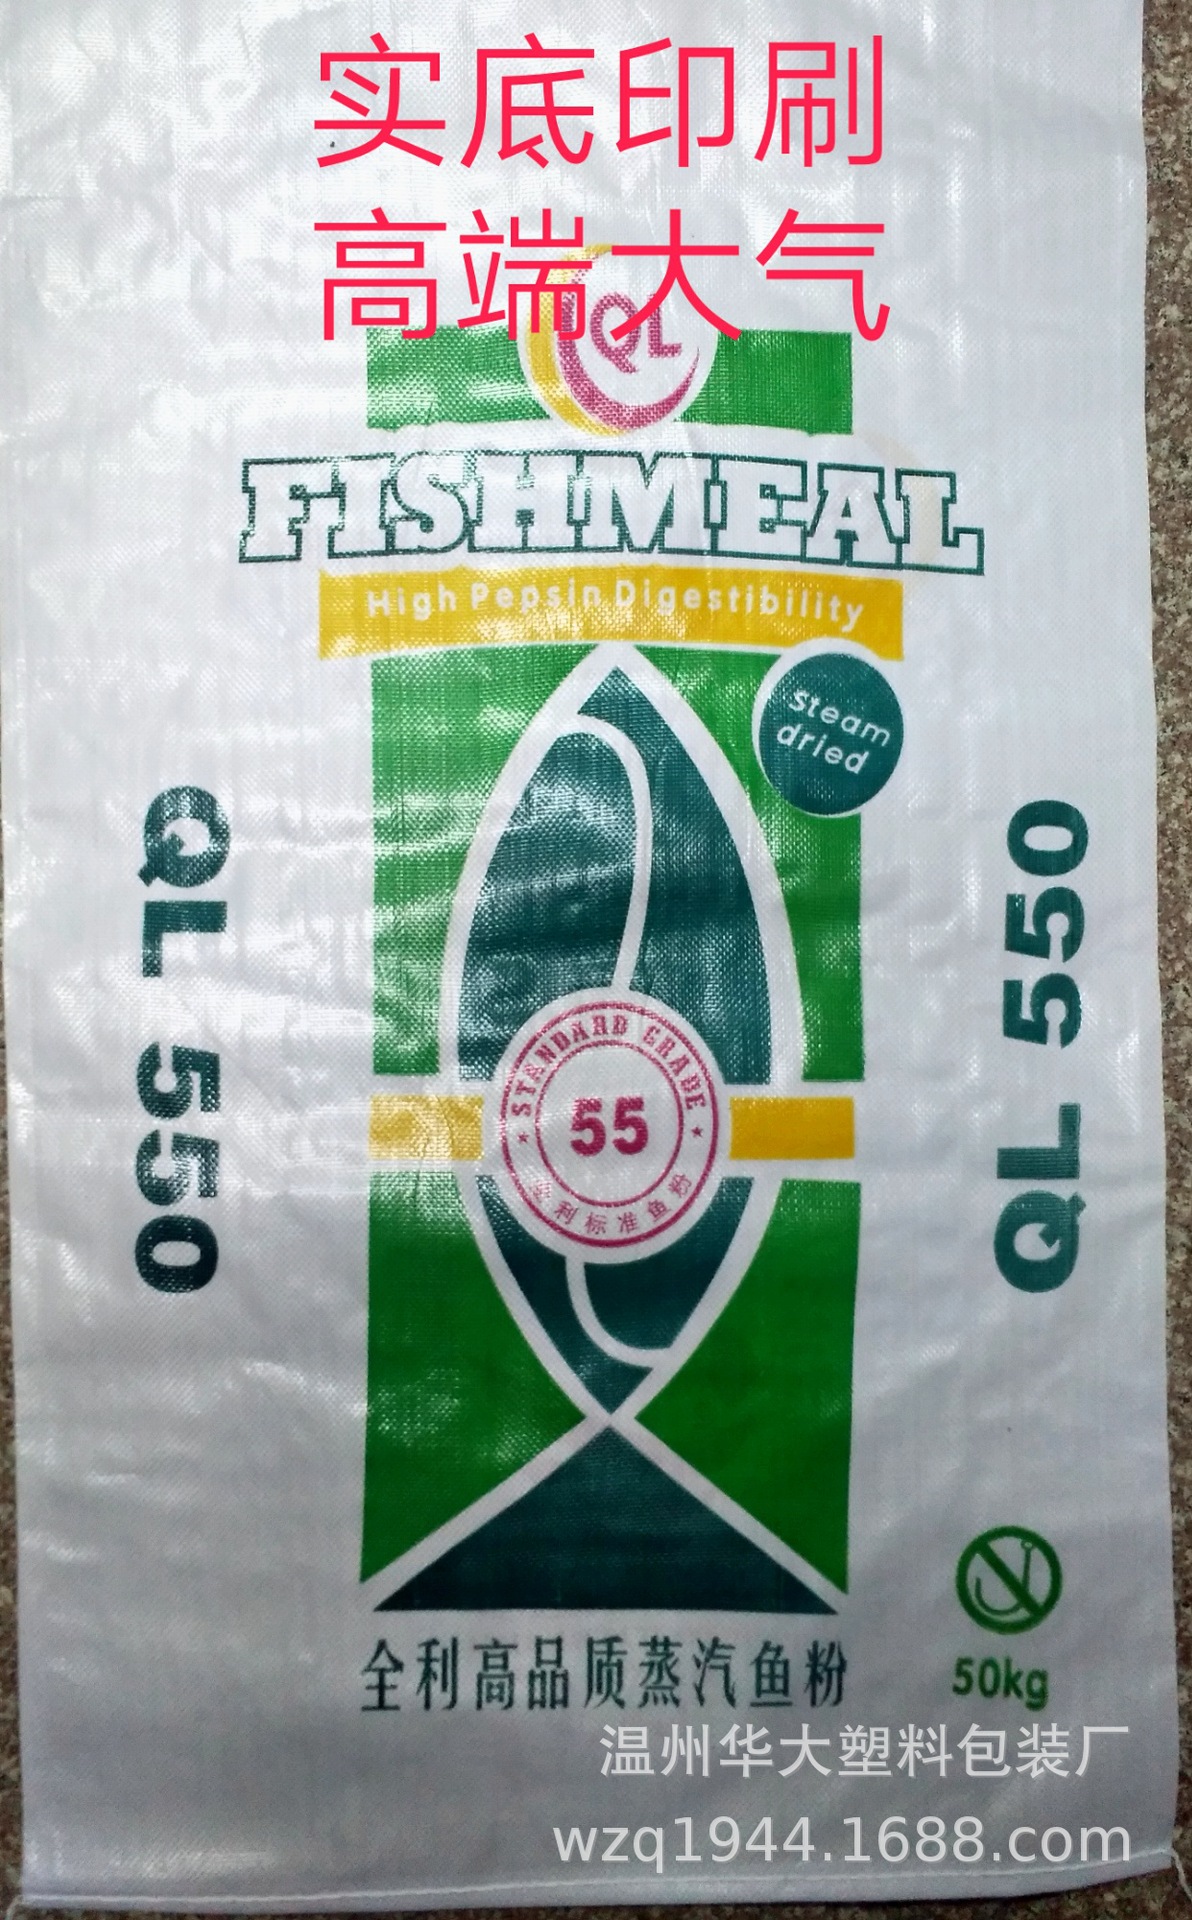 实底印刷
高端大气
QL
FISHMEAL
High Pepsin Digestibility
Steam
dried
QL 550
QL 550
STANDARD GRADE
55
全利标准鱼粉
全利高品质蒸汽鱼粉
50kg
温州华大塑料包装厂
wzq1944.1688.com